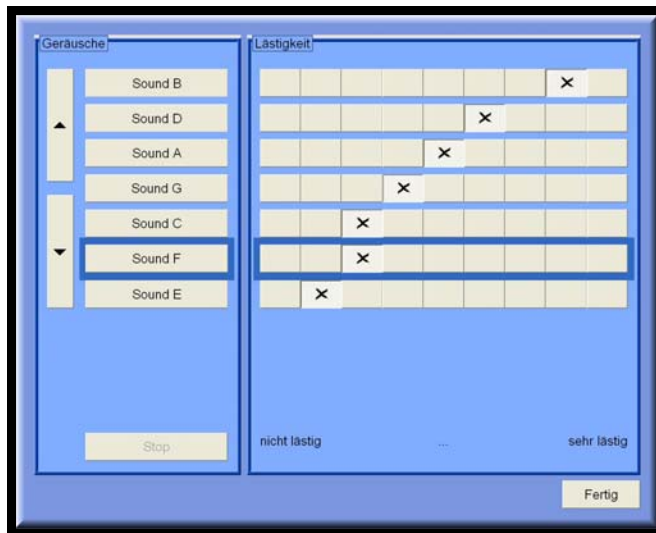 Geräusche
Lästigkeit
Sound B
Sound D
Sound A
Sound G
Sound C
Sound F
Sound E
Stop
nicht lästig ... sehr lästig
Fertig